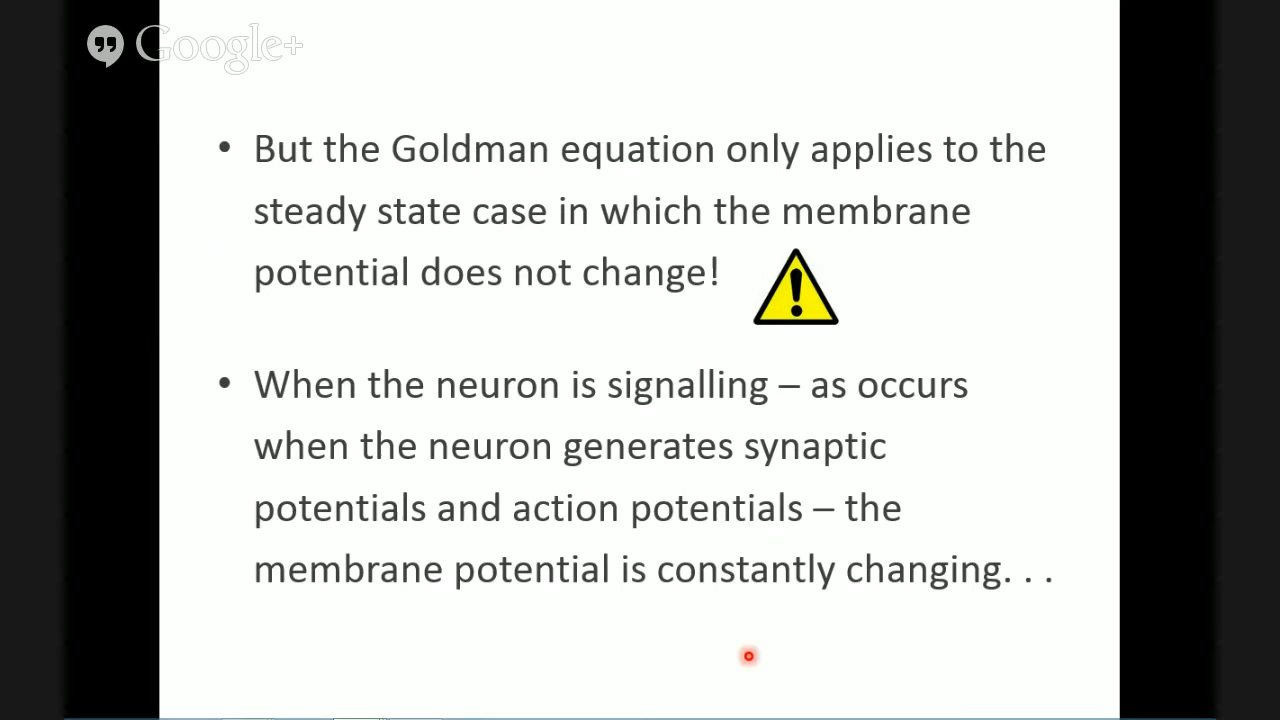 Google+
• But the Goldman equation only applies to the
steady state case in which the membrane
potential does not change!
• When the neuron is signalling – as occurs
when the neuron generates synaptic
potentials and action potentials – the
membrane potential is constantly changing. . .